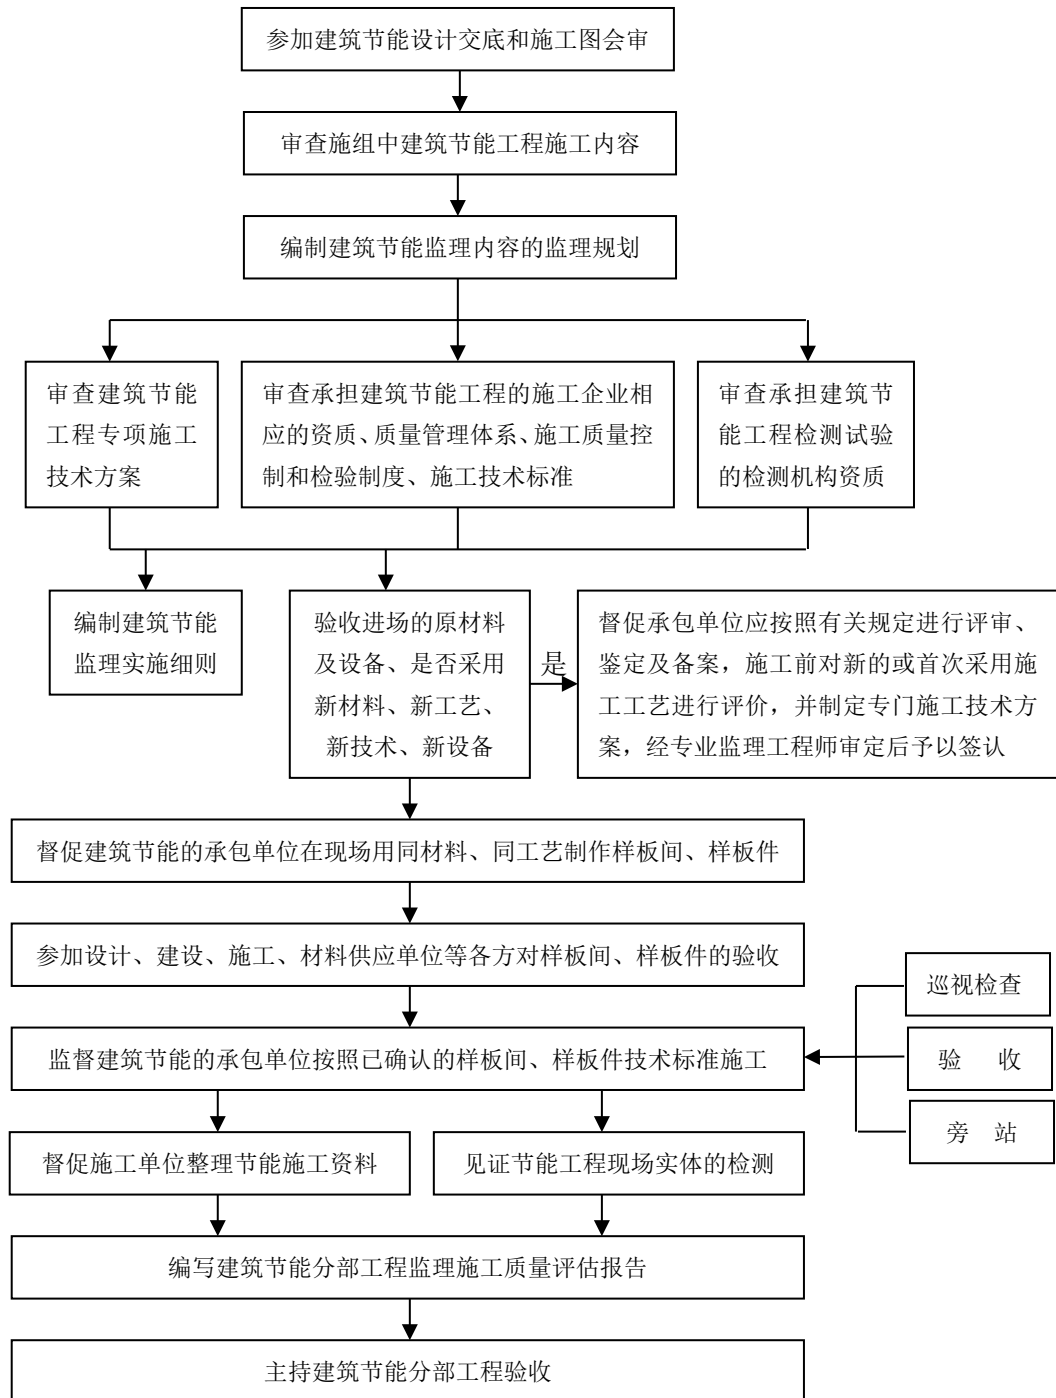 参加建筑节能设计交底和施工图会审
审查施组中建筑节能工程施工内容
编制建筑节能监理内容的监理规划
审查建筑节能
工程专项施工
技术方案
审查承担建筑节能工程的施工企业相
应的资质、质量管理体系、施工质量控
制和检验制度、施工技术标准
审查承担建筑节
能工程检测试验
的检测机构资质
编制建筑节能
监理实施细则
验收进场的原材料
及设备、是否采用
新材料、新工艺、
新技术、新设备
是
督促承包单位应按照有关规定进行评审、
鉴定及备案，施工前对新的或首次采用施
工工艺进行评价，并制定专门施工技术方
案，经专业监理工程师审定后予以签认
督促建筑节能的承包单位在现场用同材料、同工艺制作样板间、样板件
参加设计、建设、施工、材料供应单位等各方对样板间、样板件的验收
巡视检查
监督建筑节能的承包单位按照已确认的样板间、样板件技术标准施工
验 收
旁 站
督促施工单位整理节能施工资料
见证节能工程现场实体的检测
编写建筑节能分部工程监理施工质量评估报告
主持建筑节能分部工程验收